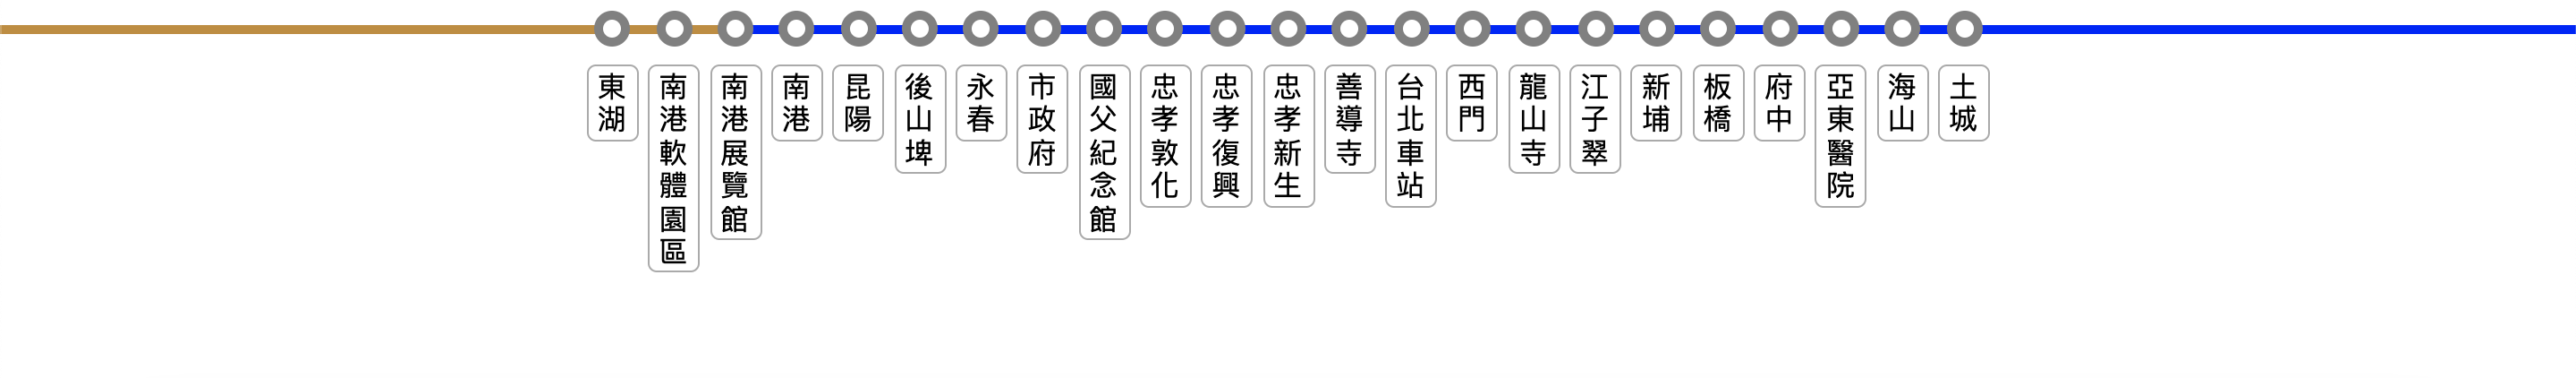 東湖
南港軟體園區
南港展覽館
南港
昆陽
後山埤
永春
市政府
國父紀念館
忠孝敦化
忠孝復興
忠孝新生
善導寺
台北車站
西門
龍山寺
江子翠
新埔
板橋
府中
亞東醫院
海山
土城